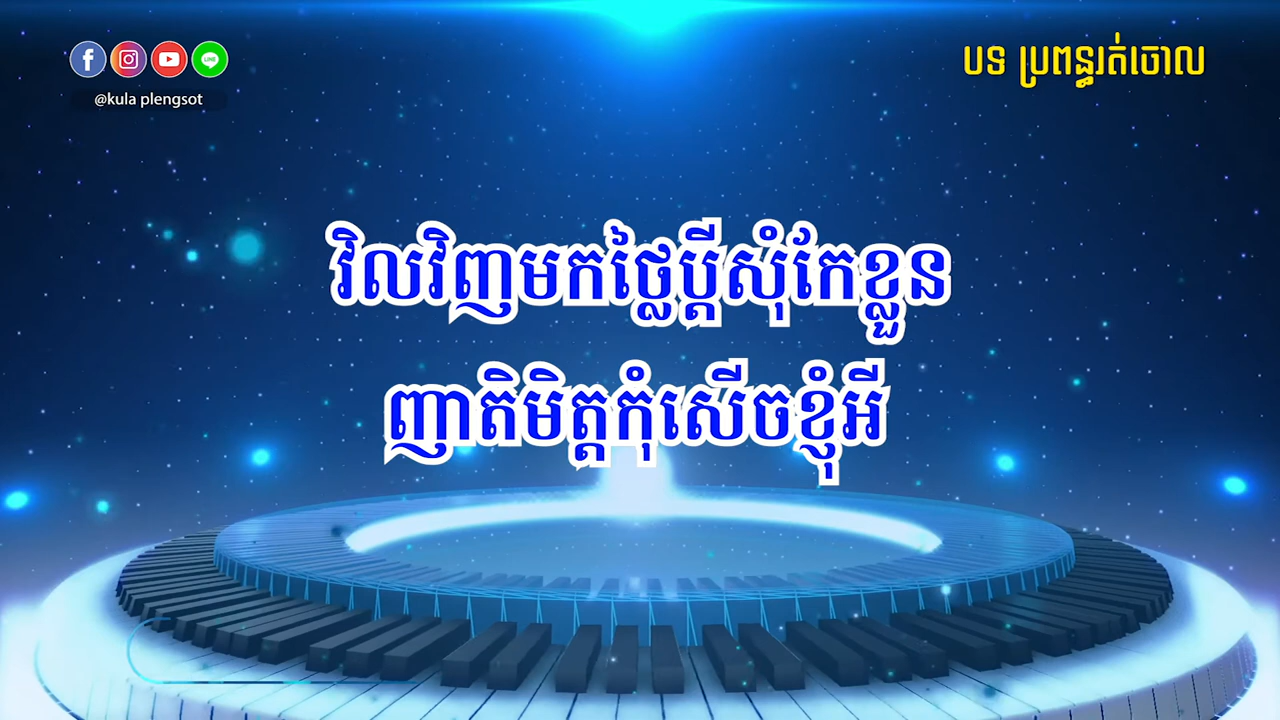 @kula plengsot
បទ ប្រពន្ធរត់ចោល
វិលវិញមកថ្លៃប្ដីសុំកែខ្លួន
ញាតិមិត្តកុំសើចខ្ញុំអី